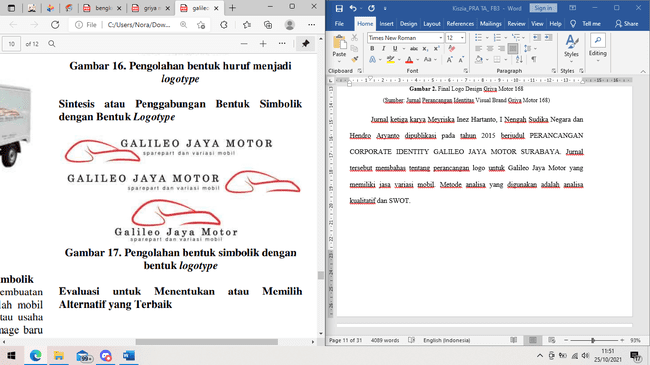 bengk
griya m
galileo
C:/Users/Nora/Dow...
10 of 12
Gambar 16. Pengolahan bentuk huruf menjadi
logotype
Sintesis atau Penggabungan Bentuk Simbolik
dengan Bentuk Logotype
GALILEO JAYA MOTOR
sparepart dan variasi mobil
GALILEO JAYA MOTOR
sparepart dan variasi mobil
Galileo Jaya Motor
sparepart dan variasi mobil
Gambar 17. Pengolahan bentuk simbolik dengan
bentuk logotype
Evaluasi untuk Menentukan atau Memilih
Alternatif yang Terbaik
mbolik
embuatan
lah mobil
tau usaha
mage baru
Kissia_PRA TA_ FB3 - Word
Sign in
File Home Insert Design Layout References Mailings Review View Help Tell me Share
Paste
Times New Roman 12
Styles
Editing
Clipboard Font Paragraph Styles
Gambar 2. Final Logo Design Griya Motor 168
(Sumber: Jurnal Perancangan Identitas Visual Brand Griya Motor 168)
Jurnal ketiga karya Meyriska Inez Hartanto, I Nengah Sudika Negara dan
Hendro Aryanto dipublikasi pada tahun 2015 berjudul PERANCANGAN
CORPORATE IDENTITY GALILEO JAYA MOTOR SURABAYA. Jurnal
tersebut membahas tentang perancangan logo untuk Galileo Jaya Motor yang
memiliki jasa variasi mobil. Metode analisa yang digunakan adalah analisa
kualitatif dan SWOT.
Page 11 of 31 4089 words English (Indonesia) 93%
99+
11:51
25/10/2021